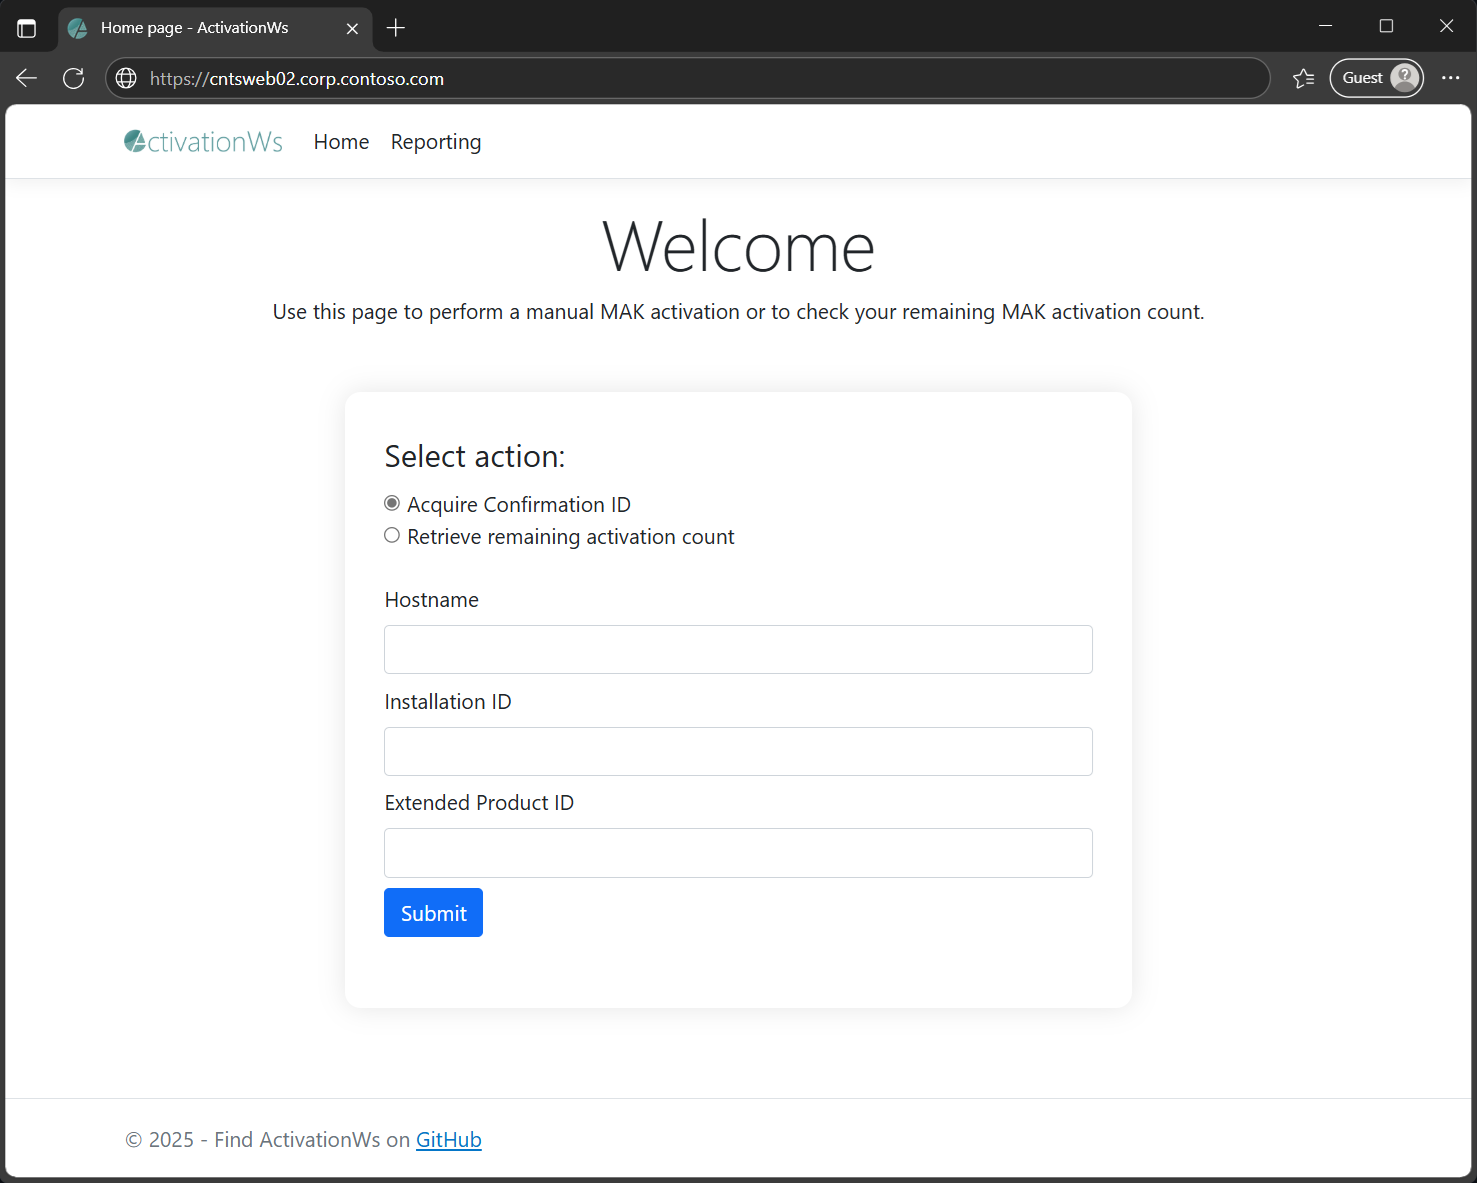 Home page - ActivationWs
https://cntsweb02.corp.contoso.com
Guest
ActivationWs Home Reporting
Welcome
Use this page to perform a manual MAK activation or to check your remaining MAK activation count.
Select action:
Acquire Confirmation ID
Retrieve remaining activation count
Hostname
Installation ID
Extended Product ID
Submit
© 2025 - Find ActivationWs on GitHub